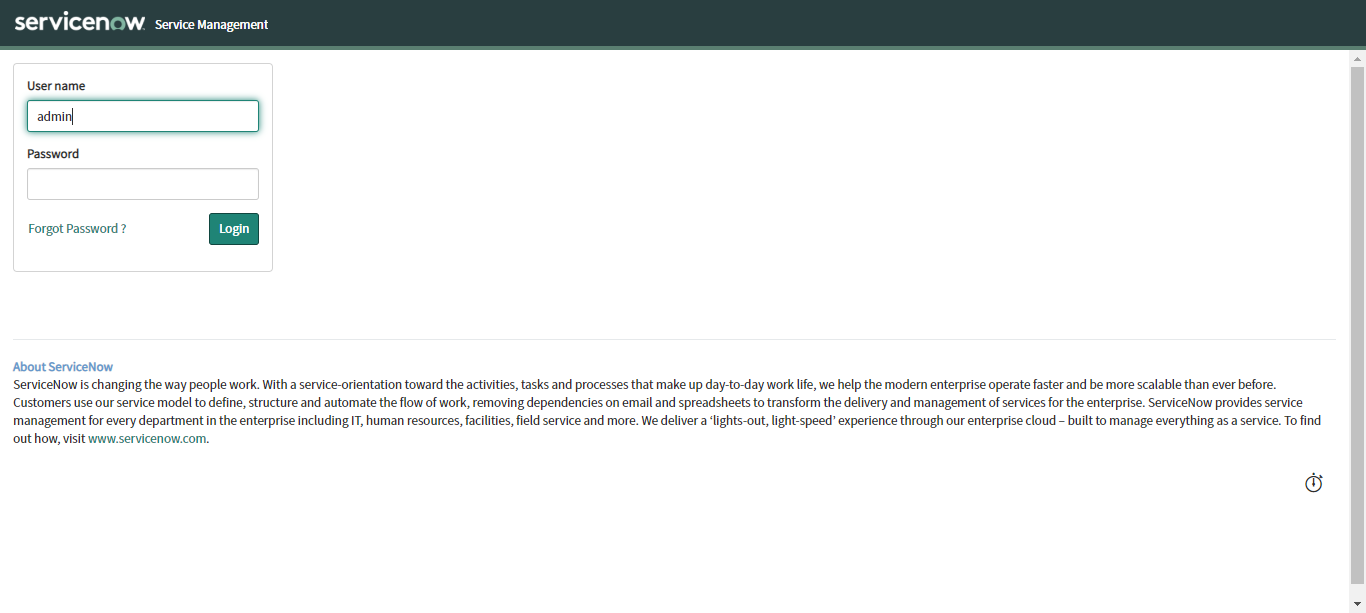 servicenow. Service Management
User name
admin
Password
Forgot Password ?
Login
About ServiceNow
ServiceNow is changing the way people work. With a service-orientation toward the activities, tasks and processes that make up day-to-day work life, we help the modern enterprise operate faster and be more scalable than ever before.
Customers use our service model to define, structure and automate the flow of work, removing dependencies on email and spreadsheets to transform the delivery and management of services for the enterprise. ServiceNow provides service
management for every department in the enterprise including IT, human resources, facilities, field service and more. We deliver a ‘lights-out, light-speed’ experience through our enterprise cloud – built to manage everything as a service. To find
out how, visit www.servicenow.com.